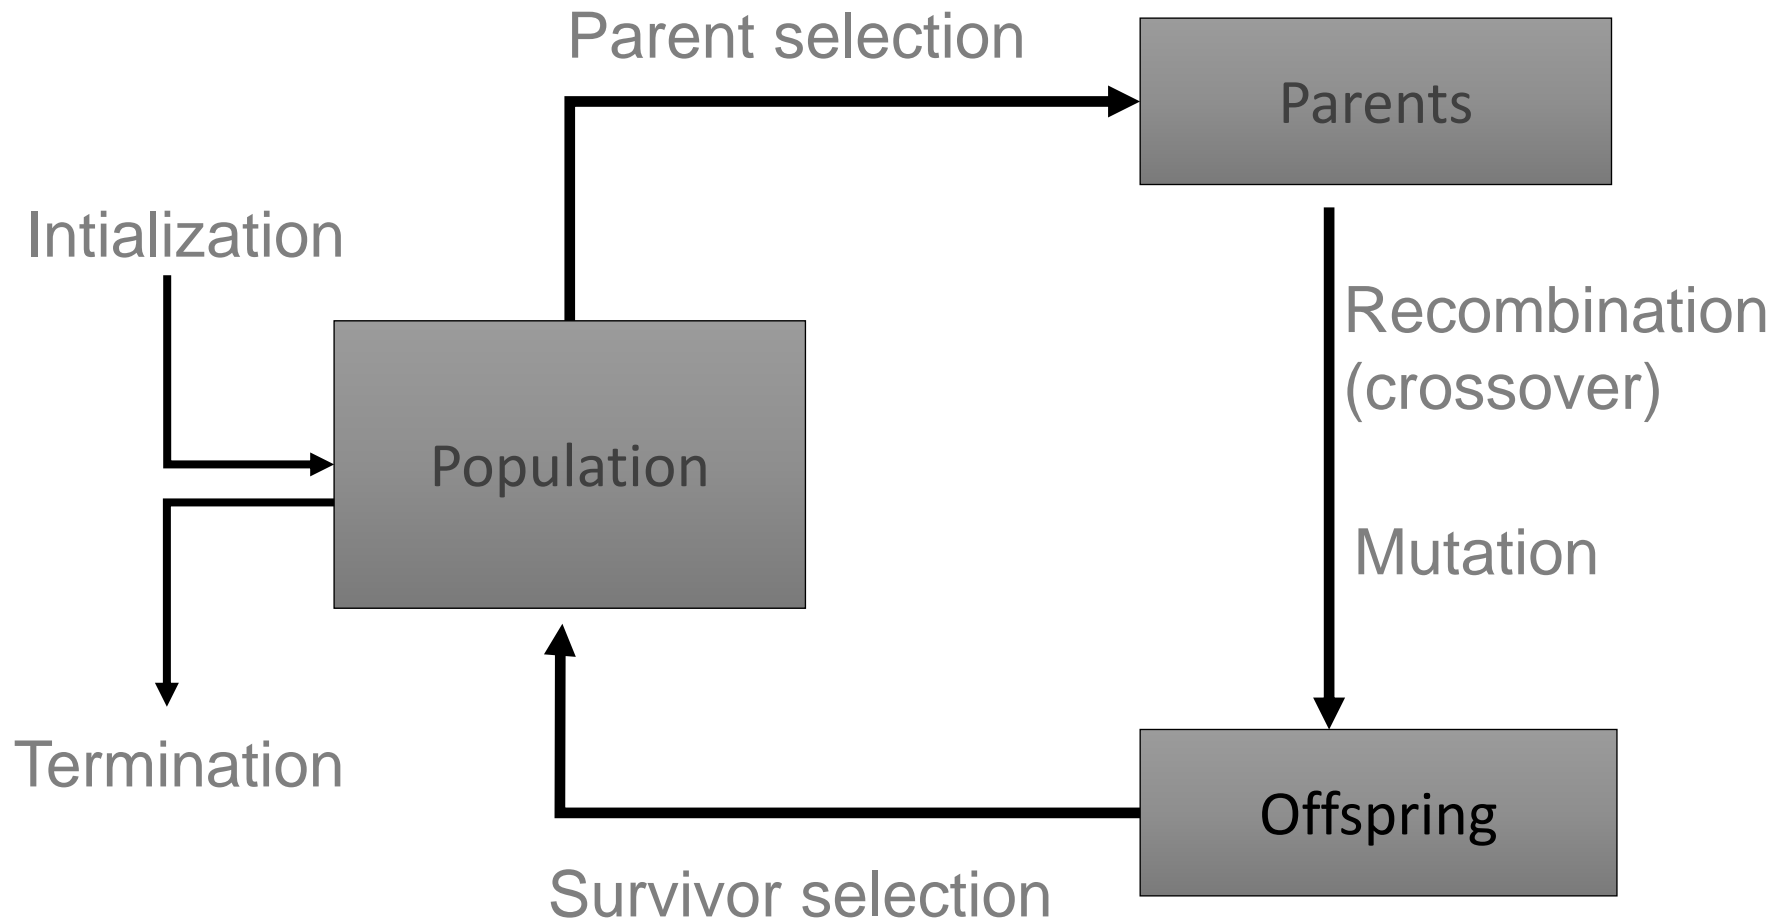 Parent selection
Parents
Intialization
Recombination
(crossover)
Population
Mutation
Termination
Offspring
Survivor selection